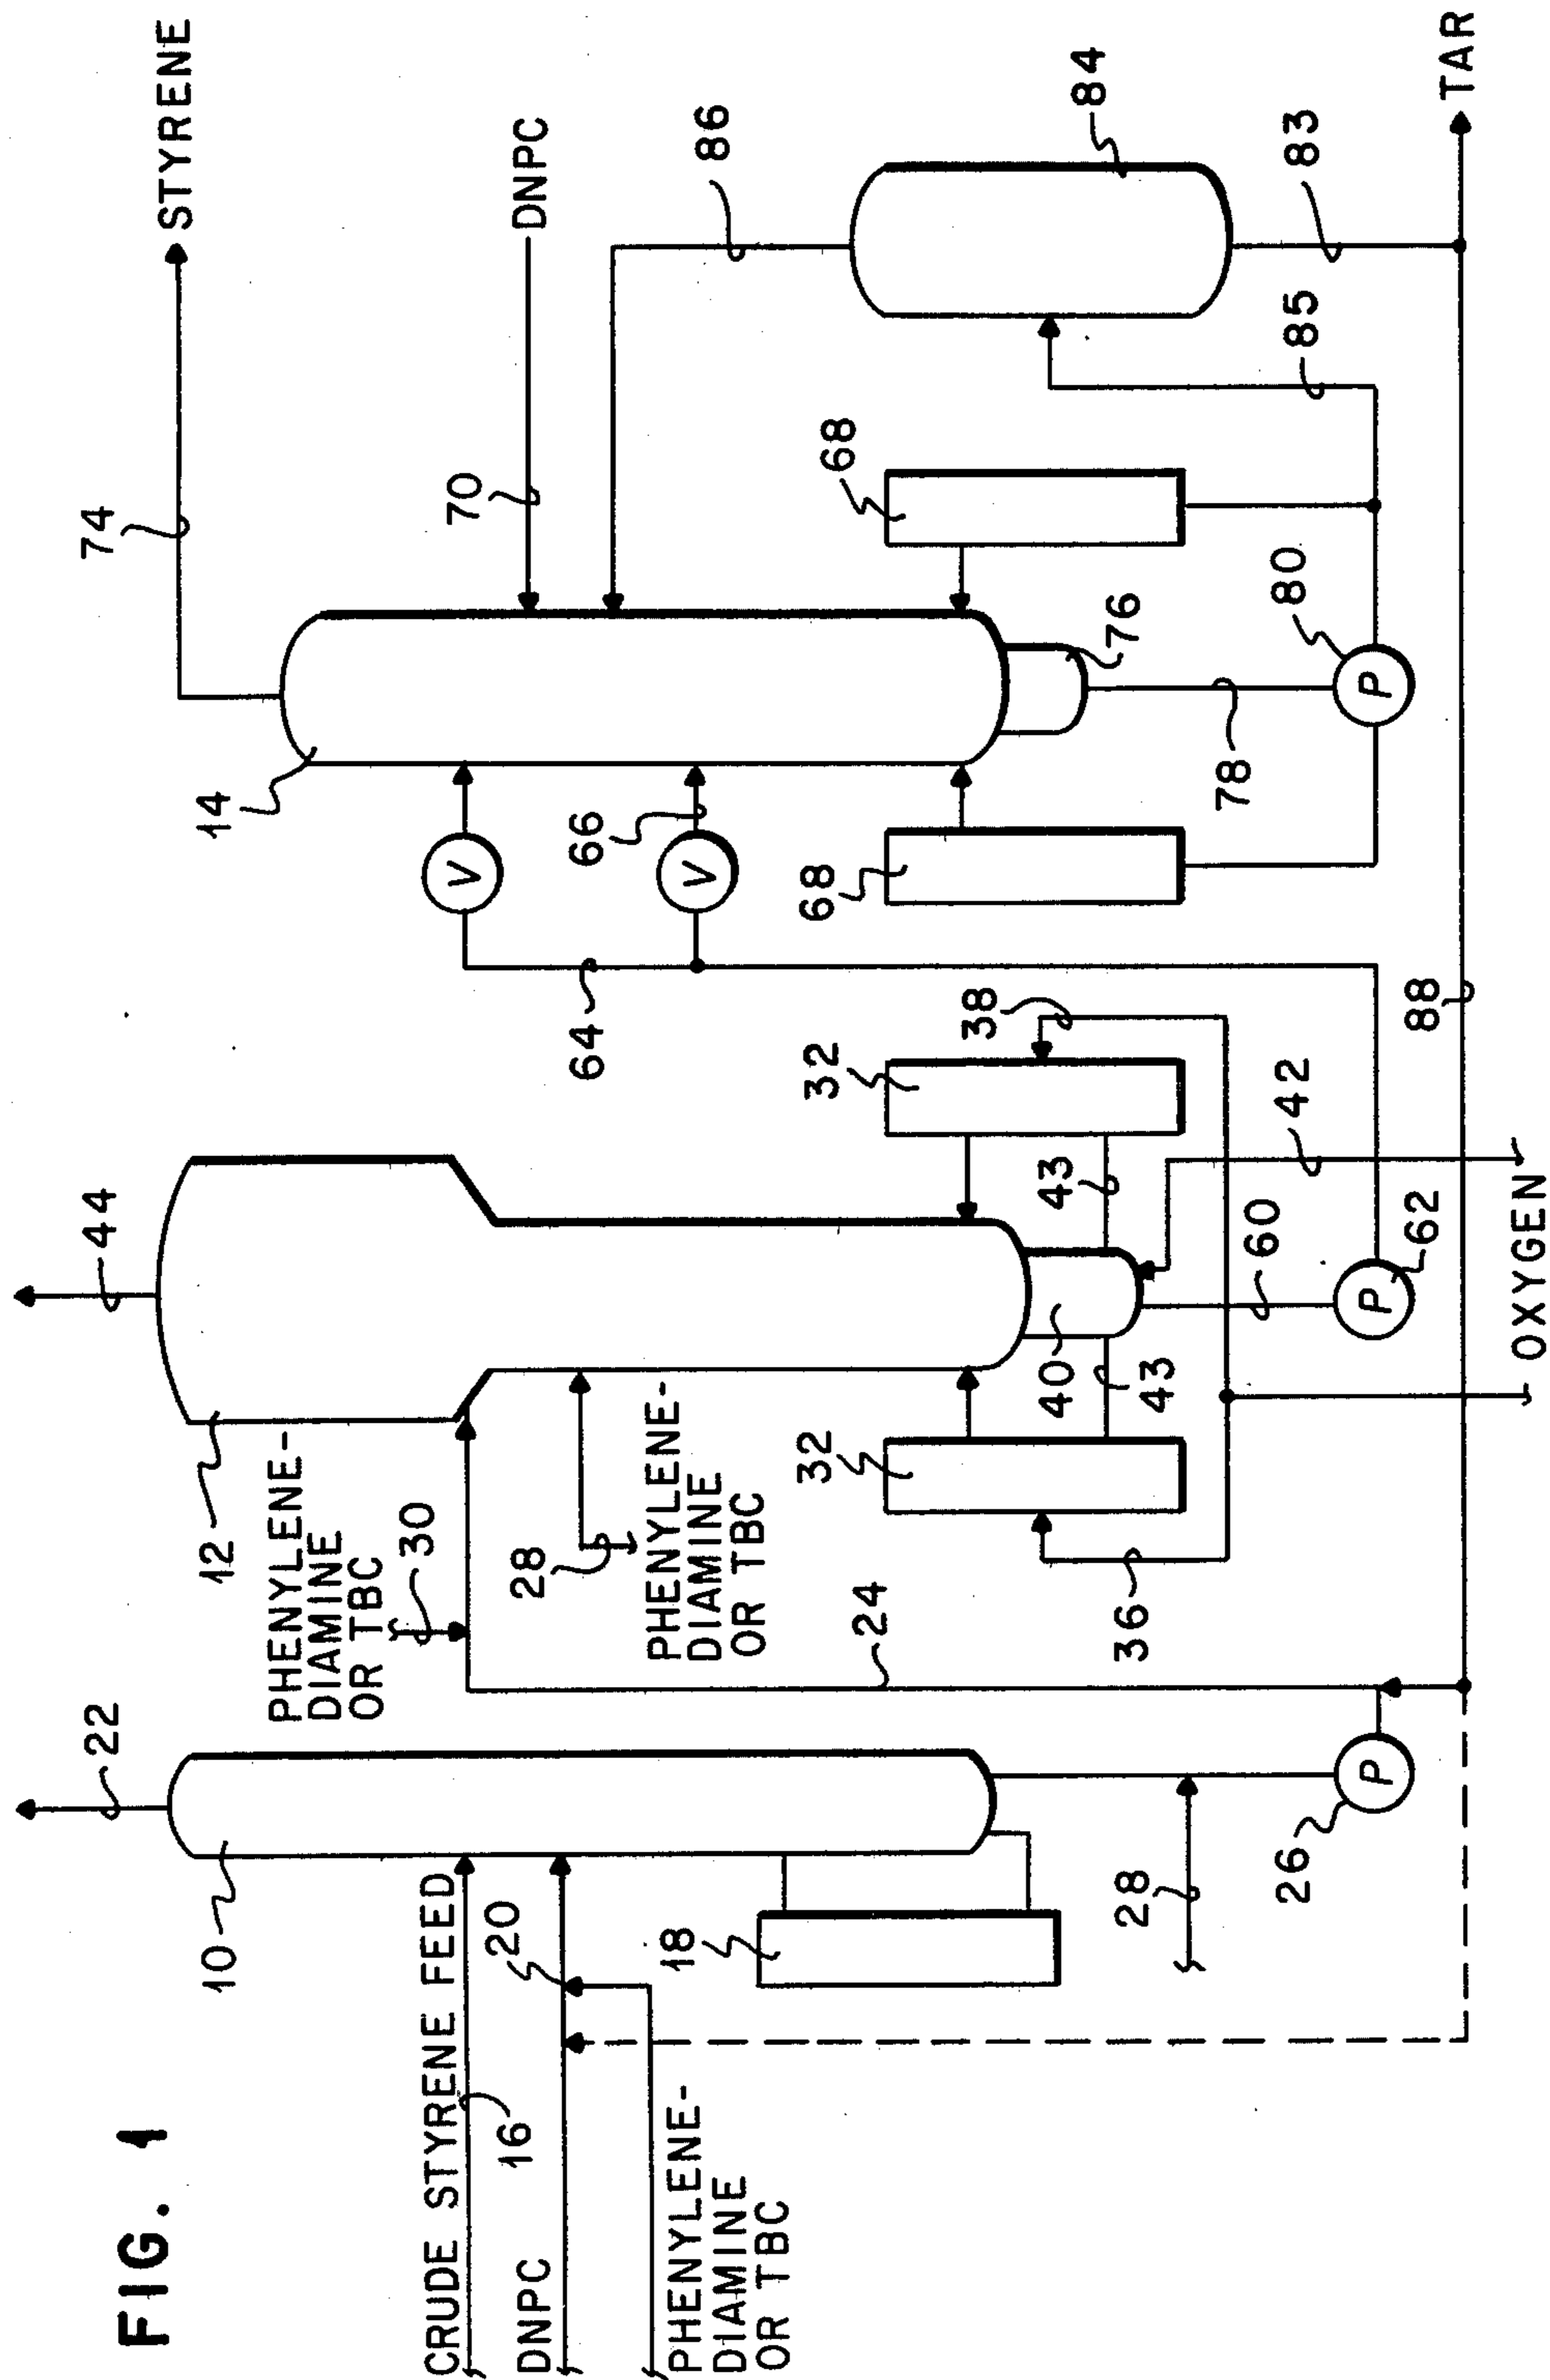 FIG. 1
22
44
74
STYRENE
12
PHENYLENE-
DIAMINE
OR TBC
30
10
14
CRUDE STYRENE FEED
16
20
DNPC
PHENYLENE-
DIAMINE
OR TBC
18
28
PHENYLENE-
DIAMINE
OR TBC
24
64
V
V
66
70
DNPC
86
32
32
38
68
68
76
84
28
26
P
36
40
43
43
42
60
62
P
78
80
P
85
83
88
OXYGEN
TAR